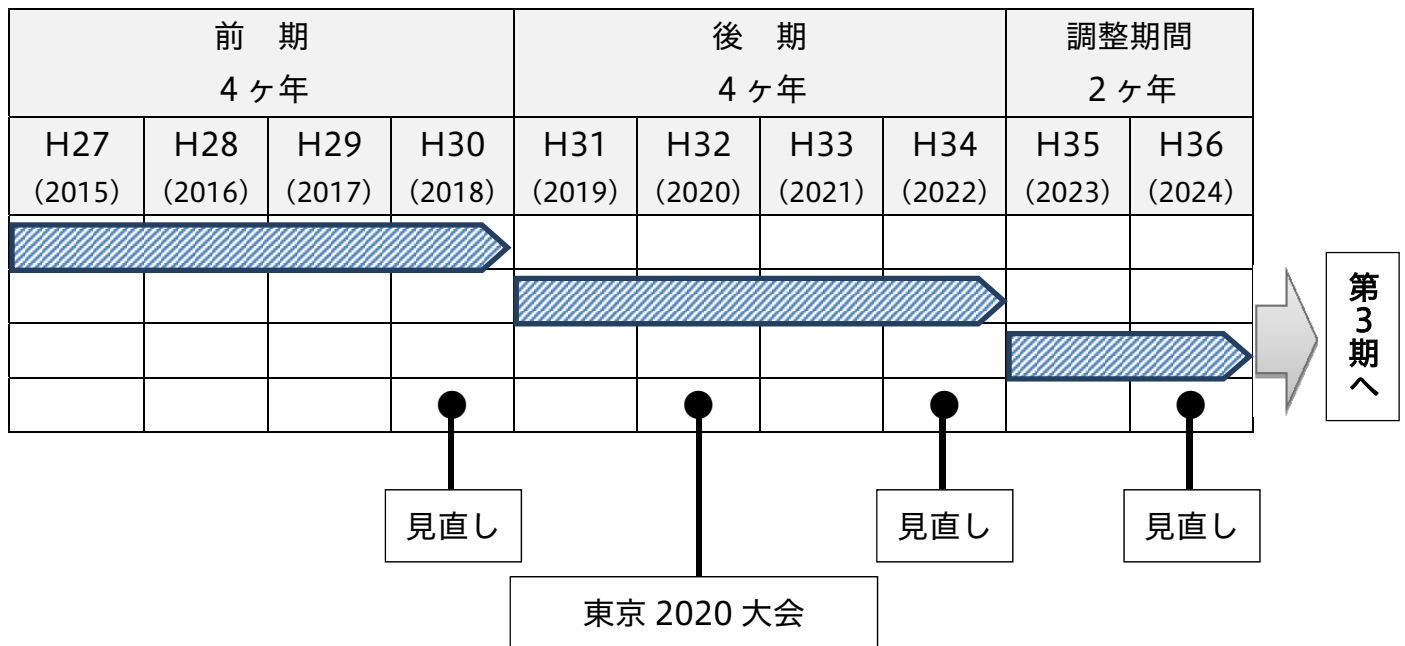 前 期
4 ヶ年
後 期
4 ヶ年
調整期間
2 ヶ年
H27
(2015)
H28
(2016)
H29
(2017)
H30
(2018)
H31
(2019)
H32
(2020)
H33
(2021)
H34
(2022)
H35
(2023)
H36
(2024)
第3期へ
見直し
見直し
見直し
東京 2020 大会